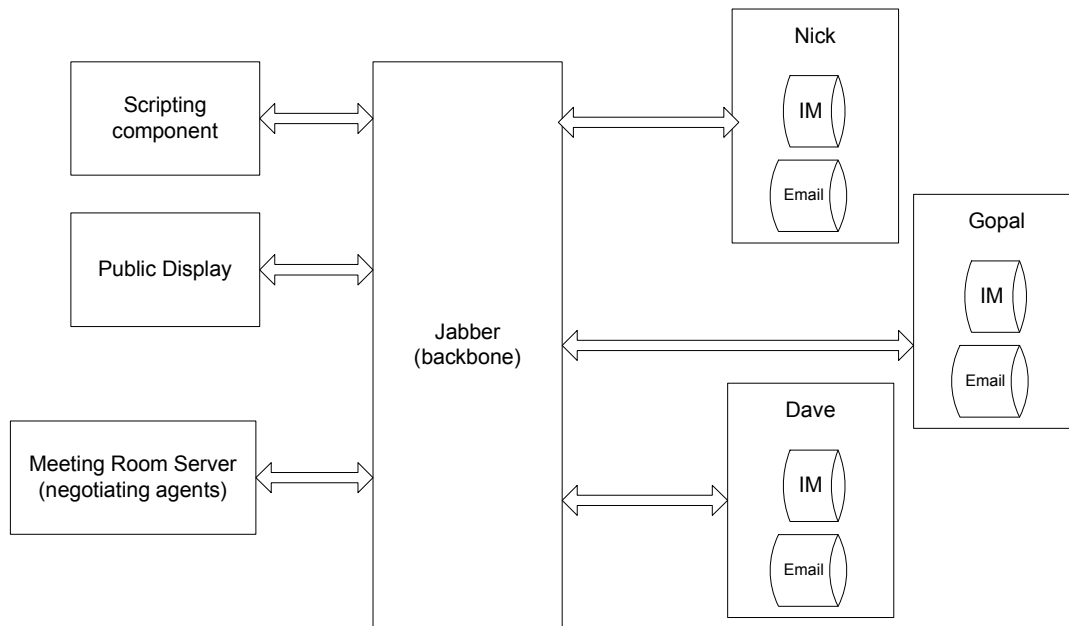 Scripting
component
Public Display
Meeting Room Server
(negotiating agents)
Jabber
(backbone)
Nick
IM
Email
Gopal
IM
Email
Dave
IM
Email